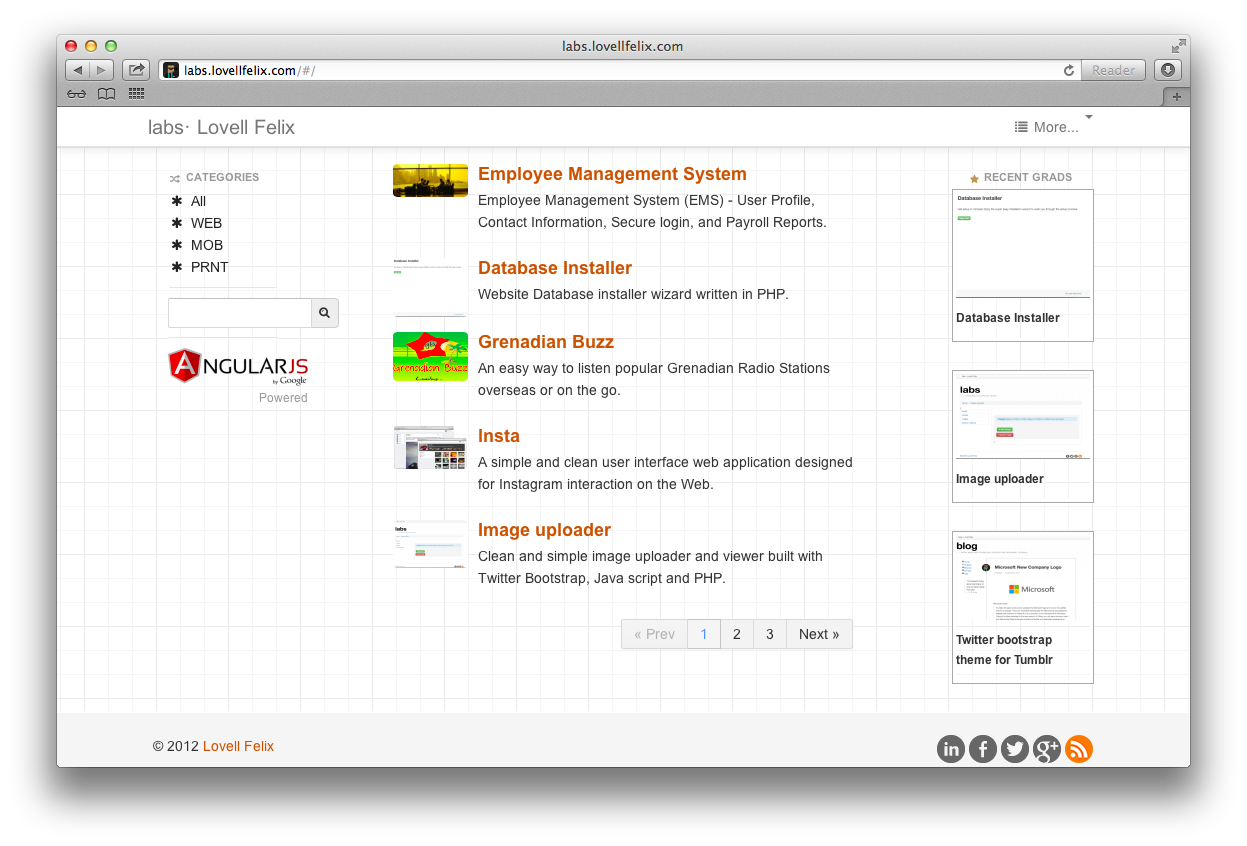 labs.lovellfelix.com
labs.lovellfelix.com/#/
Reader
labs· Lovell Felix
More...
CATEGORIES
All
WEB
MOB
PRNT
ANGULARJS
by Google
Powered
Employee Management System
Employee Management System (EMS) - User Profile,
Contact Information, Secure login, and Payroll Reports.
Database Installer
Database Installer
Website Database installer wizard written in PHP.
Grenadian Buzz
Grenadian Buzz
An easy way to listen popular Grenadian Radio Stations
overseas or on the go.
Insta
A simple and clean user interface web application designed
for Instagram interaction on the Web.
labs
Image uploader
Clean and simple image uploader and viewer built with
Twitter Bootstrap, Java script and PHP.
« Prev
1
2
3
Next »
RECENT GRADS
Database Installer
Database Installer
labs
Image uploader
blog
Microsoft New Company Logo
Microsoft
Twitter bootstrap
theme for Tumblr
© 2012 Lovell Felix